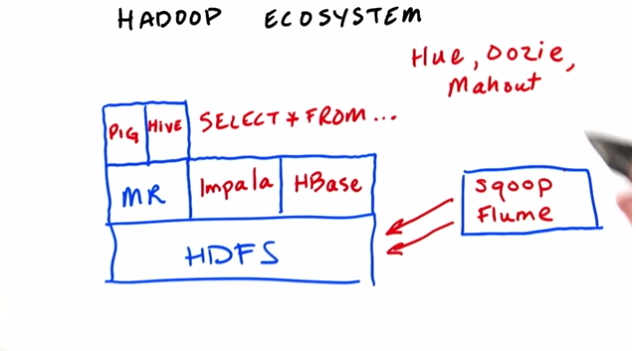 HADOOP ECOSYSTEM
Hue, Oozie,
Mahout
PIG
HIVE
SELECT * FROM ...
MR
Impala
HBase
Sqoop
Flume
HDFS